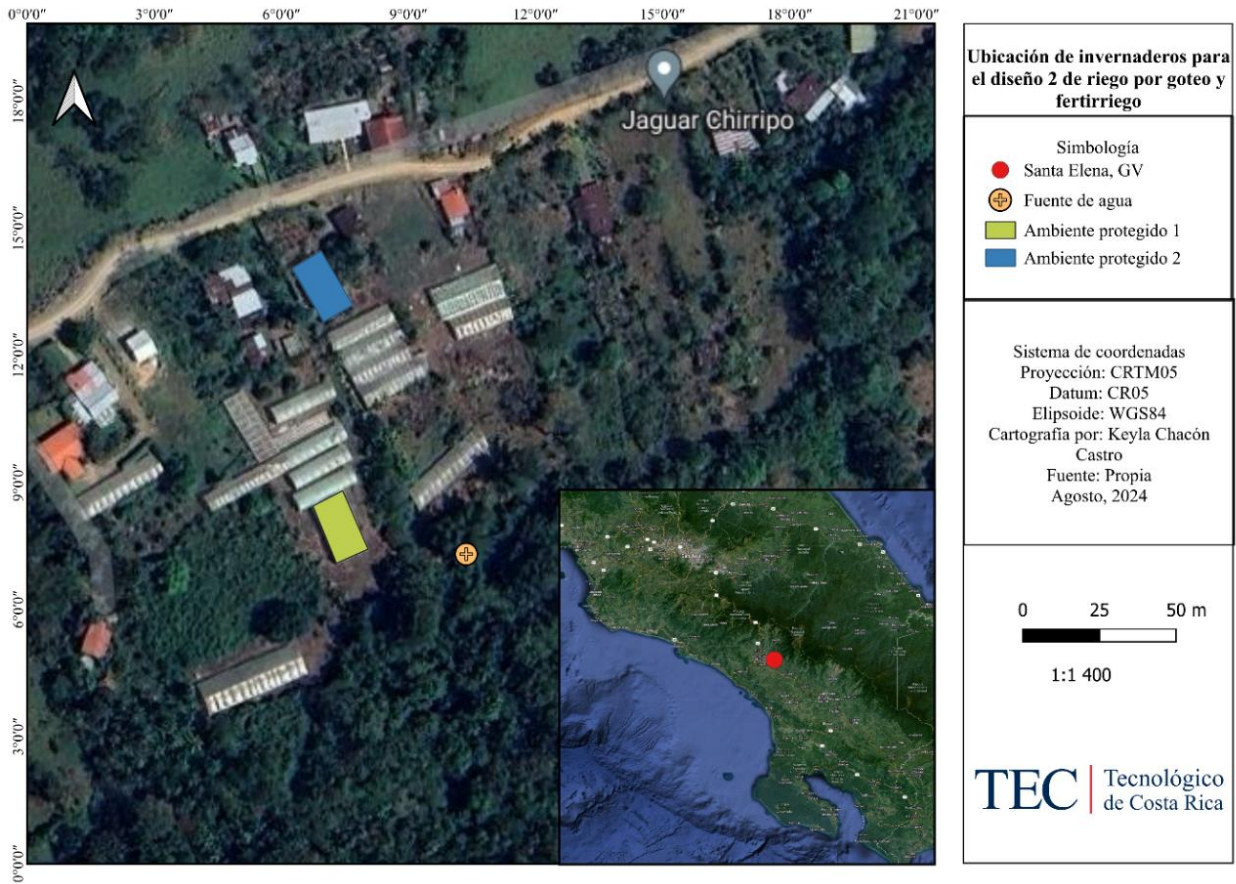 0°0'0" 3°0'0" 6°0'0" 9°0'0" 12°0'0" 15°0'0" 18°0'0" 21°0'0"
18°0'0"
15°0'0"
12°0'0"
9°0'0"
6°0'0"
3°0'0"
0°0'0"
Jaguar Chirripo
Ubicación de invernaderos para
el diseño 2 de riego por goteo y
fertirriego
Simbología
Santa Elena, GV
Fuente de agua
Ambiente protegido 1
Ambiente protegido 2
Sistema de coordenadas
Proyección: CRTM05
Datum: CR05
Elipsoide: WGS84
Cartografía por: Keyla Chacón
Castro
Fuente: Propia
Agosto, 2024
0 25 50 m
1:1 400
TEC
Tecnológico
de Costa Rica